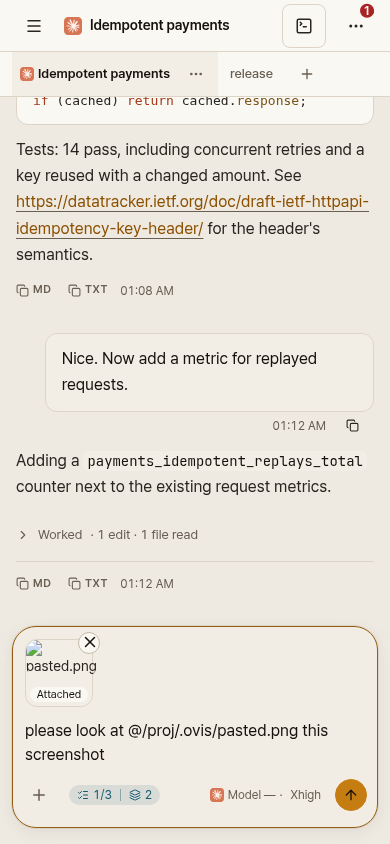 Idempotent payments
1
Idempotent payments ... release +
if (cached) return cached.response;
Tests: 14 pass, including concurrent retries and a
key reused with a changed amount. See
https://datatracker.ietf.org/doc/draft-ietf-httpapi-
idempotency-key-header/ for the header's
semantics.
MD TXT 01:08 AM
Nice. Now add a metric for replayed
requests.
01:12 AM
Adding a payments_idempotent_replays_total
counter next to the existing request metrics.
Worked · 1 edit · 1 file read
MD TXT 01:12 AM
pasted.png
Attached
please look at @/proj/.ovis/pasted.png this
screenshot
1/3 2 Model — · Xhigh